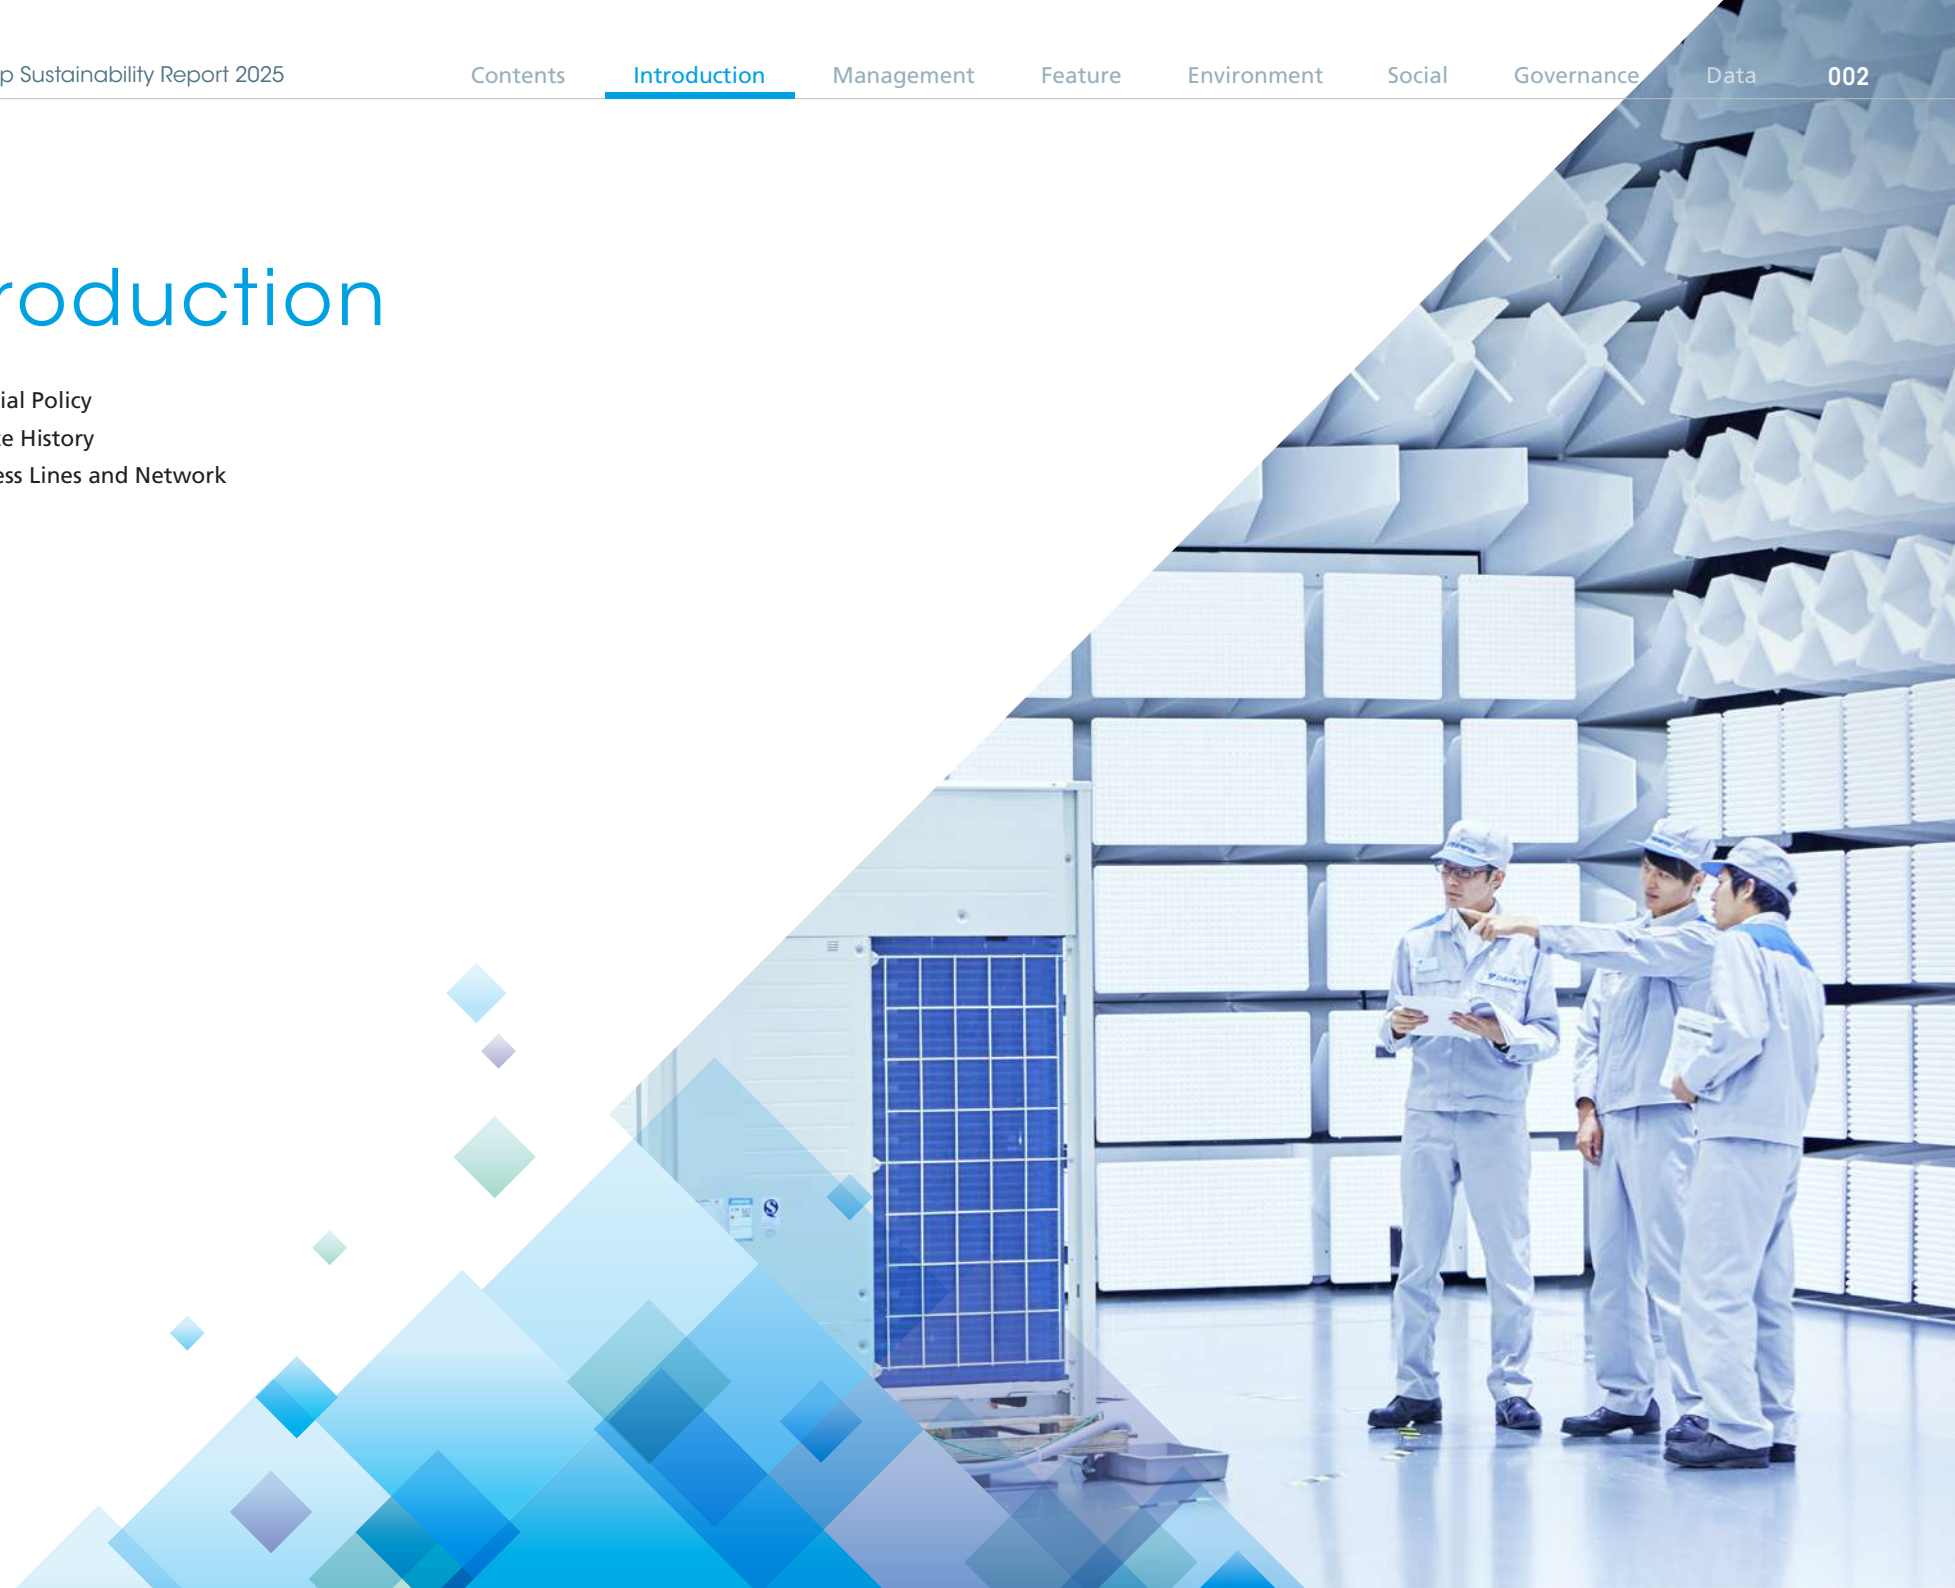 p Sustainability Report 2025
Contents Introduction Management Feature Environment Social Governance Data 002
roduction
ial Policy
e History
ess Lines and Network
DAIKIN